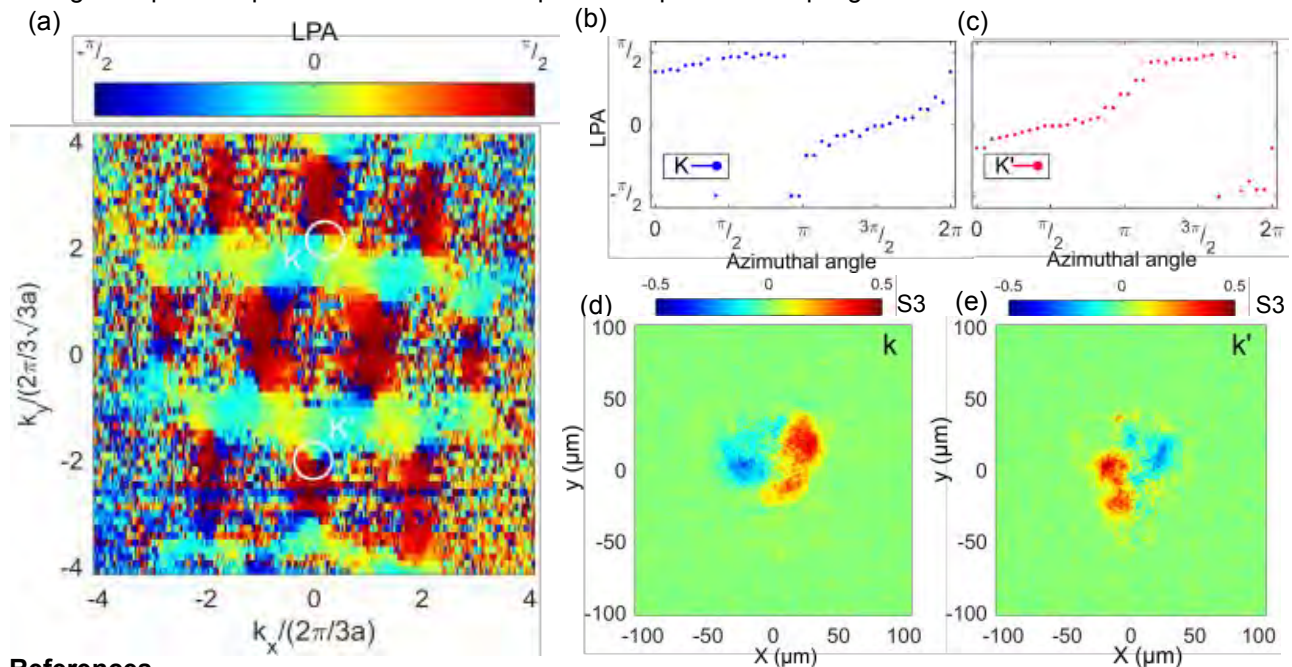 (a)
LPA
-π/2 0 π/2
4
2
0
-2
-4
k_y/(2π/3√3a)
K
K'
-4 -2 0 2 4
k_x/(2π/3a)
(b)
π/2
LPA
0
-π/2
K
0 π/2 π 3π/2 2π
Azimuthal angle
(c)
K'
0 π/2 π 3π/2 2π
Azimuthal angle
(d)
-0.5 0 0.5 S3
k
100
50
0
-50
-100
y (μm)
-100 -50 0 50 100
X (μm)
(e)
-0.5 0 0.5 S3
k'
100
50
0
-50
-100
y (μm)
-100 -50 0 50 100
X (μm)
References